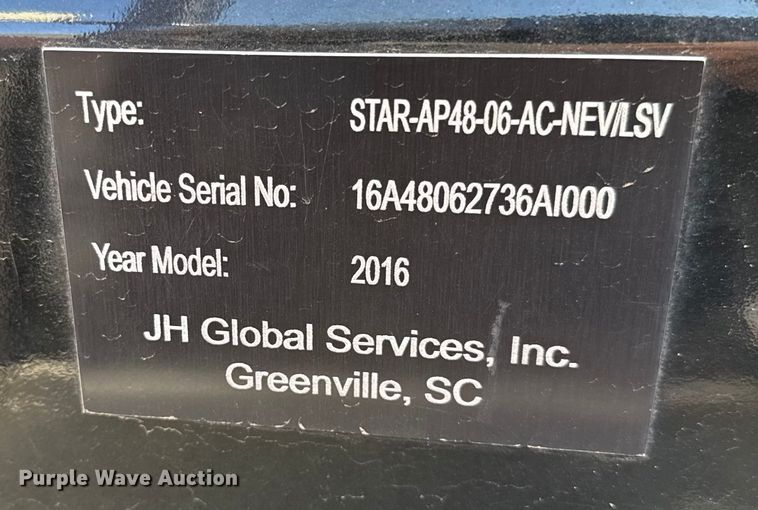 Type: STAR-AP48-06-AC-NEV/LSV
Vehicle Serial No: 16A48062736AI000
Year Model: 2016
JH Global Services, Inc.
Greenville, SC
Purple Wave Auction